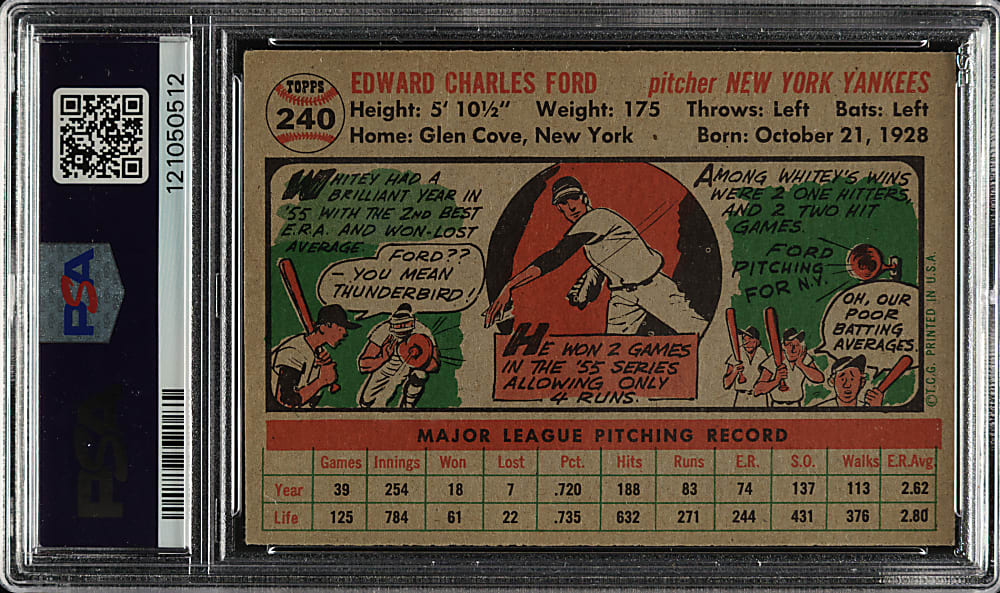 PSA
12105051​2
PSA
TOPPS
240
EDWARD CHARLES FORD pitcher NEW YORK YANKEES
Height: 5' 10½" Weight: 175 Throws: Left Bats: Left
Home: Glen Cove, New York Born: October 21, 1928
WHITEY HAD A
BRILLIANT YEAR IN
'55 WITH THE 2ND BEST
E.R.A. AND WON-LOST
AVERAGE.
FORD??
- YOU MEAN
THUNDERBIRD!
HE WON 2 GAMES
IN THE '55 SERIES
ALLOWING ONLY
4 RUNS.
AMONG WHITEY'S WINS
WERE 2 ONE HITTERS,
AND 2 TWO HIT
GAMES.
FORD
PITCHING
FOR N.Y.
OH, OUR
POOR
BATTING
AVERAGES.
© T.C.G. PRINTED IN U.S.A.
MAJOR LEAGUE PITCHING RECORD
Games Innings Won Lost Pct. Hits Runs E.R. S.O. Walks E.R.Avg.
Year 39 254 18 7 .720 188 83 74 137 113 2.62
Life 125 784 61 22 .735 632 271 244 431 376 2.80